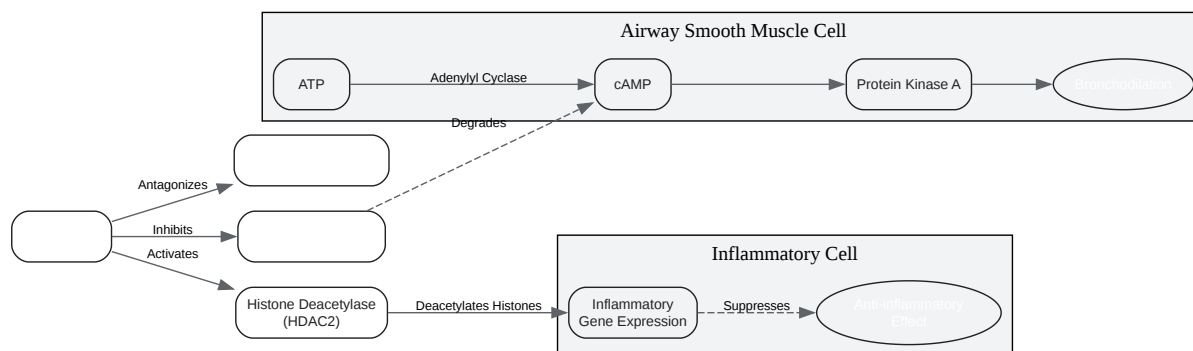 Airway Smooth Muscle Cell
ATP
Adenylyl Cyclase
cAMP
Protein Kinase A
Bronchodilation
Degrades
Antagonizes
Inhibits
Activates
Histone Deacetylase
(HDAC2)
Deacetylates Histones
Inflammatory Cell
Inflammatory
Gene Expression
Suppresses
Anti-inflammatory
Effect